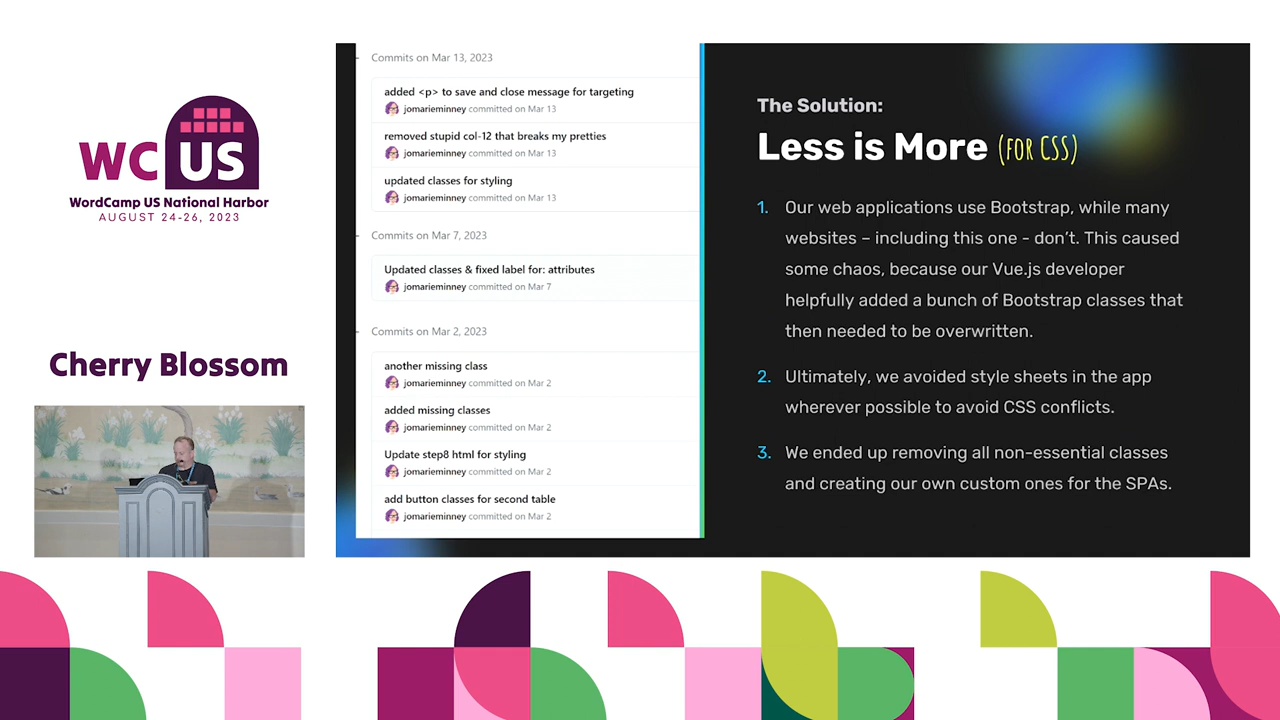 WC US
WordCamp US National Harbor
AUGUST 24-26, 2023
Cherry Blossom
Commits on Mar 13, 2023
added <p> to save and close message for targeting
jomarieminney committed on Mar 13
removed stupid col-12 that breaks my pretties
jomarieminney committed on Mar 13
updated classes for styling
jomarieminney committed on Mar 13
Commits on Mar 7, 2023
Updated classes & fixed label for: attributes
jomarieminney committed on Mar 7
Commits on Mar 2, 2023
another missing class
jomarieminney committed on Mar 2
added missing classes
jomarieminney committed on Mar 2
Update step8 html for styling
jomarieminney committed on Mar 2
add button classes for second table
jomarieminney committed on Mar 2
The Solution:
Less is More (FOR CSS)
1. Our web applications use Bootstrap, while many
websites – including this one - don't. This caused
some chaos, because our Vue.js developer
helpfully added a bunch of Bootstrap classes that
then needed to be overwritten.
2. Ultimately, we avoided style sheets in the app
wherever possible to avoid CSS conflicts.
3. We ended up removing all non-essential classes
and creating our own custom ones for the SPAs.